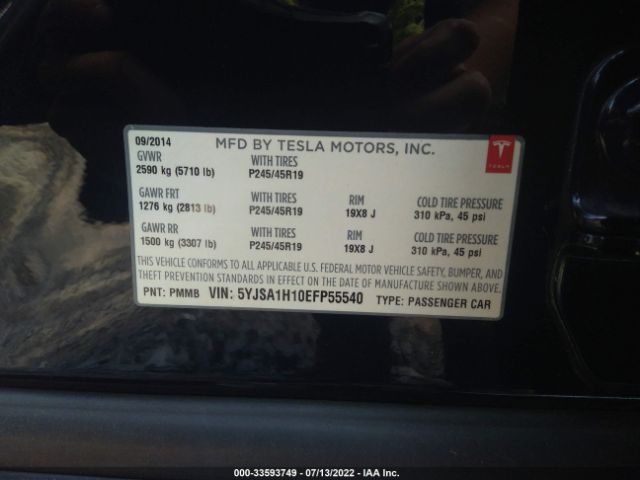 09/2014 MFD BY TESLA MOTORS, INC.
GVWR WITH TIRES
2590 kg (5710 lb) P245/45R19
GAWR FRT WITH TIRES RIM COLD TIRE PRESSURE
1276 kg (2813 lb) P245/45R19 19X8 J 310 kPa, 45 psi
GAWR RR WITH TIRES RIM COLD TIRE PRESSURE
1500 kg (3307 lb) P245/45R19 19X8 J 310 kPa, 45 psi
THIS VEHICLE CONFORMS TO ALL APPLICABLE U.S. FEDERAL MOTOR VEHICLE SAFETY, BUMPER, AND
THEFT PREVENTION STANDARDS IN EFFECT ON THE DATE OF MANUFACTURE SHOWN ABOVE.
PNT: PMMB VIN: 5YJSA1H10EFP55540 TYPE: PASSENGER CAR
TESLA
000-33593749 - 07/13/2022 - IAA Inc.